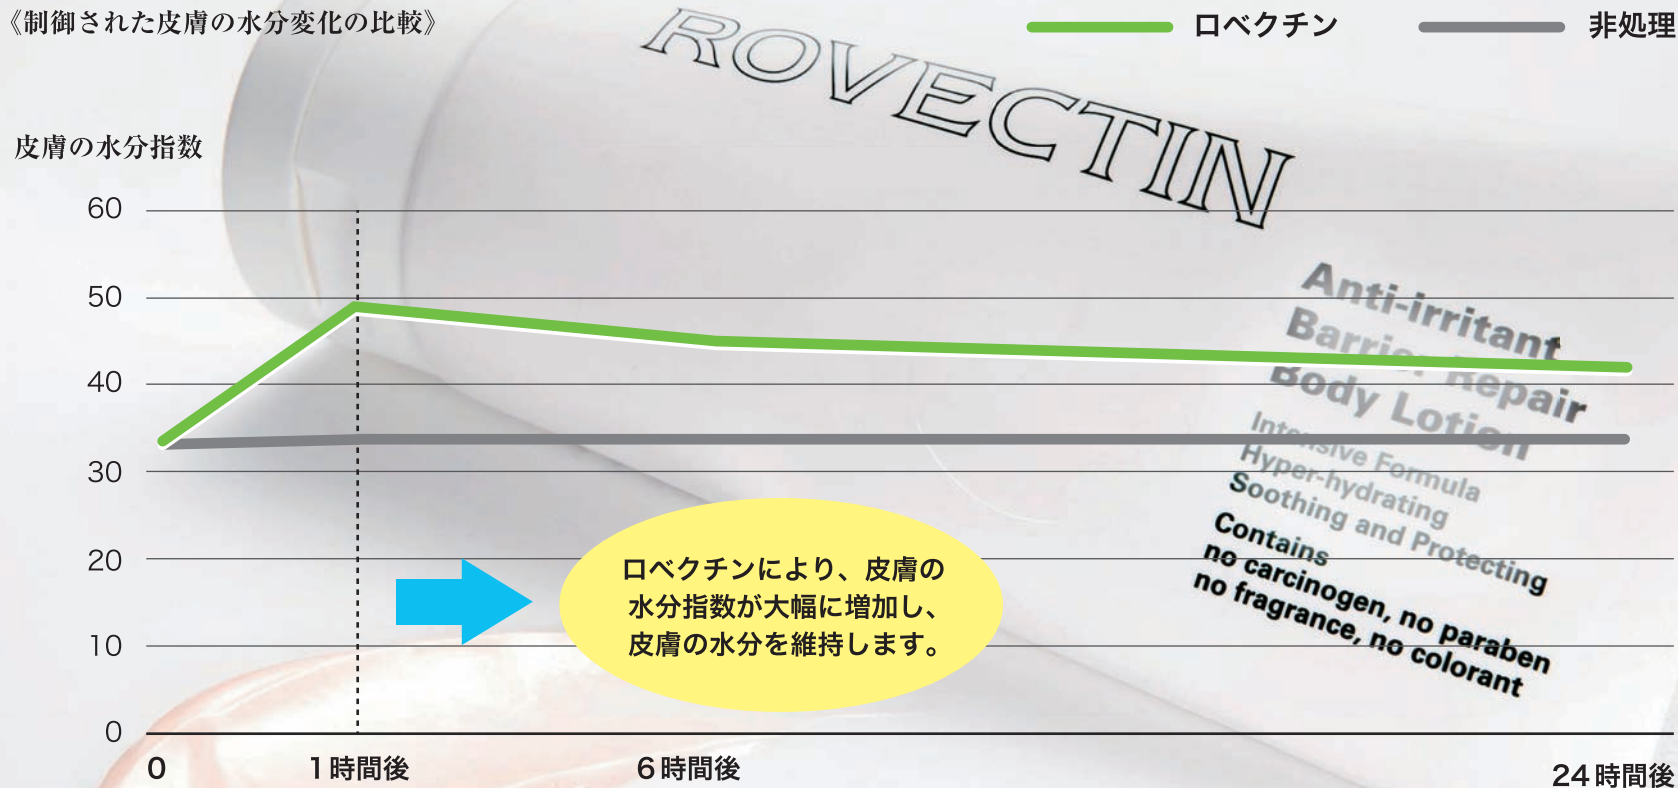 《制御された皮膚の水分変化の比較》
ロベクチン
非処理
ROVECTIN
皮膚の水分指数
60
50
40
30
20
10
0
Anti-irritant
Barrier Repair
Body Lotion
Intensive Formula
Hyper-hydrating
Soothing and Protecting
Contains
no carcinogen, no paraben
no fragrance, no colorant
ロベクチンにより、皮膚の
水分指数が大幅に増加し、
皮膚の水分を維持します。
0
1時間後
6時間後
24時間後